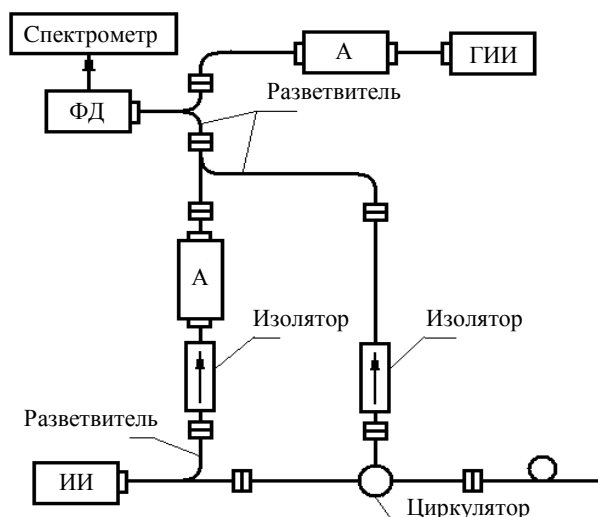 Спектрометр
А
ГИИ
ФД
Разветвитель
А
Изолятор
Изолятор
Разветвитель
ИИ
Циркулятор